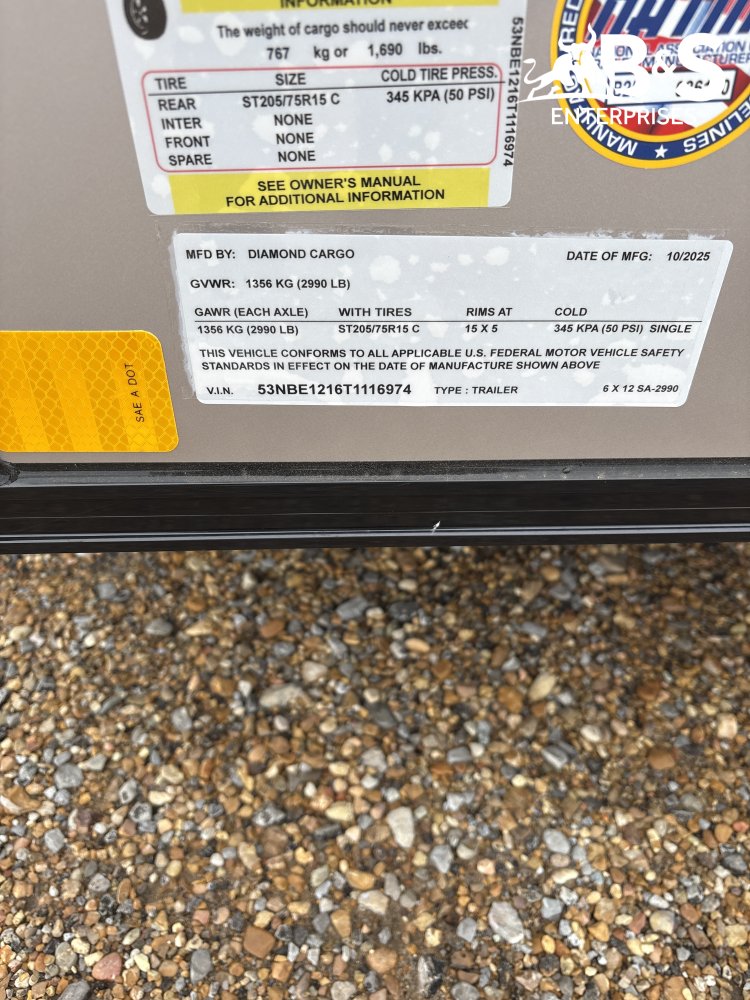 INFORMATION
The weight of cargo should never exceed
767 kg or 1,690 lbs.
TIRE SIZE COLD TIRE PRESS.
REAR ST205/75R15 C 345 KPA (50 PSI)
INTER NONE
FRONT NONE
SPARE NONE
SEE OWNER'S MANUAL
FOR ADDITIONAL INFORMATION
53NBE1216T1116974
B&S
ENTERPRISES
MFD BY: DIAMOND CARGO DATE OF MFG: 10/2025
GVWR: 1356 KG (2990 LB)
GAWR (EACH AXLE) WITH TIRES RIMS AT COLD
1356 KG (2990 LB) ST205/75R15 C 15 X 5 345 KPA (50 PSI) SINGLE
THIS VEHICLE CONFORMS TO ALL APPLICABLE U.S. FEDERAL MOTOR VEHICLE SAFETY
STANDARDS IN EFFECT ON THE DATE OF MANUFACTURE SHOWN ABOVE
V.I.N. 53NBE1216T1116974 TYPE : TRAILER 6 X 12 SA-2990
SAE A DOT